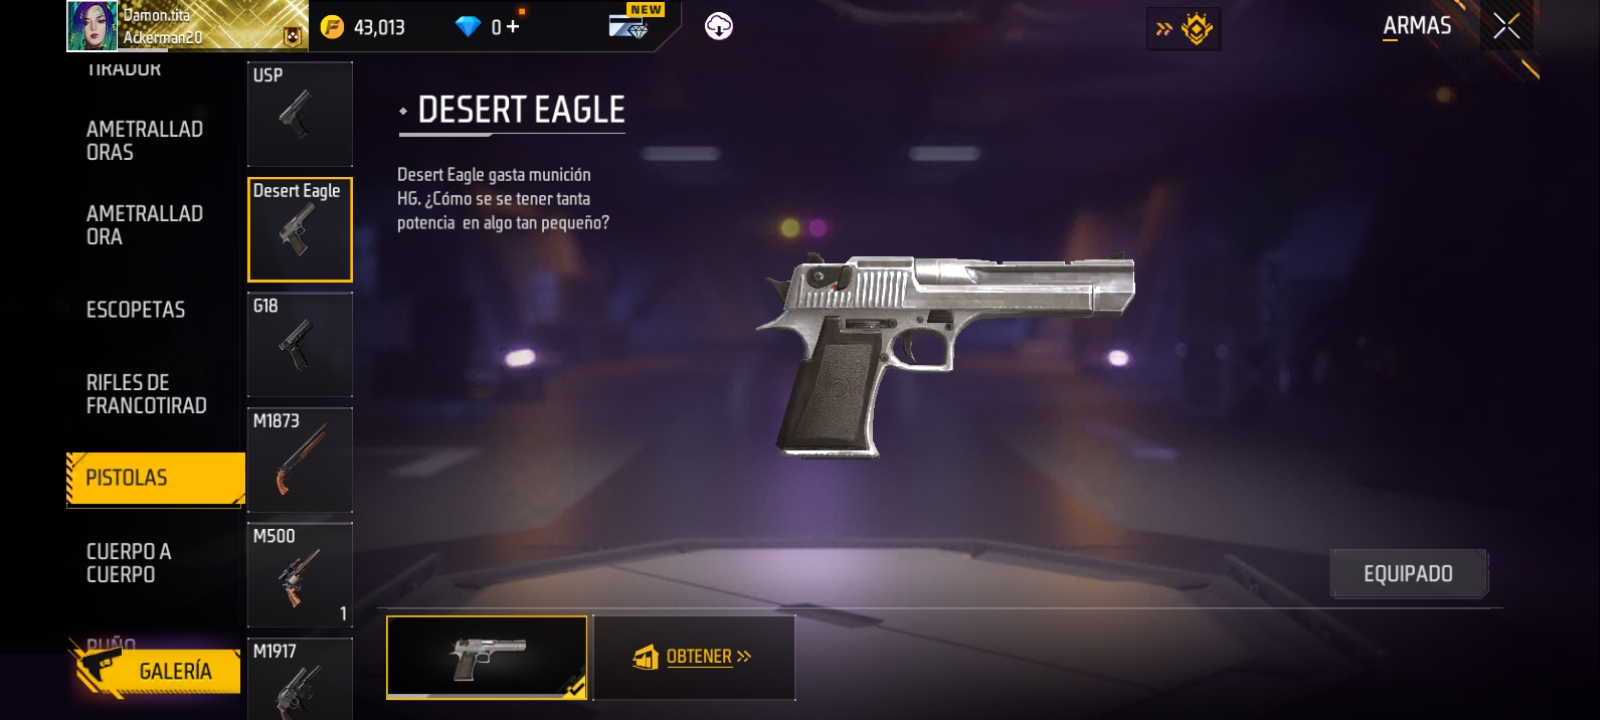 Damon.tita
Ackerman20
43,013
0 +
NEW
ARMAS
TIRADOR
AMETRALLAD
ORAS
AMETRALLAD
ORA
ESCOPETAS
RIFLES DE
FRANCOTIRAD
PISTOLAS
CUERPO A
CUERPO
PUÑO
GALERÍA
USP
Desert Eagle
G18
M1873
M500
1
M1917
DESERT EAGLE
Desert Eagle gasta munición
HG. ¿Cómo se se tener tanta
potencia en algo tan pequeño?
EQUIPADO
OBTENER